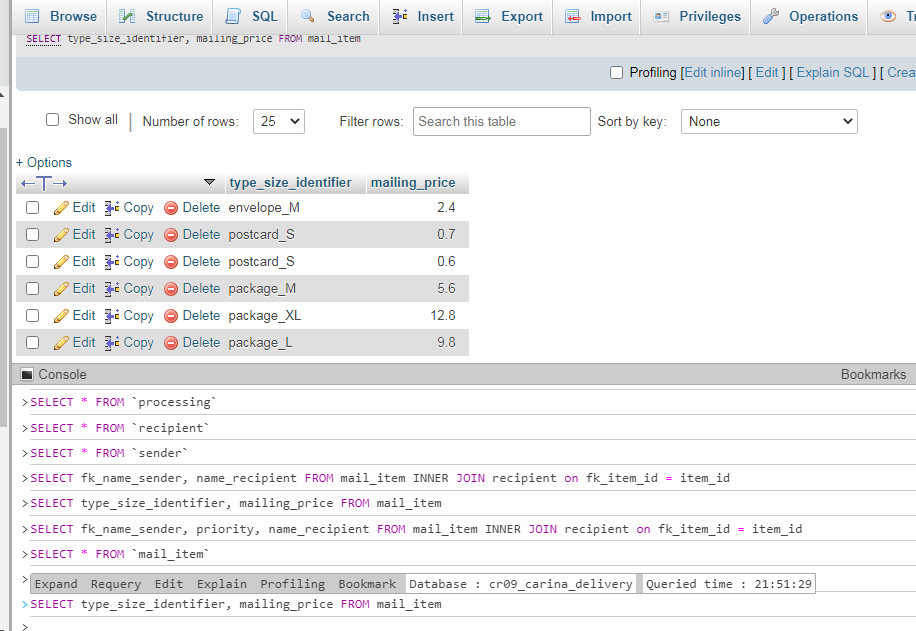 Browse Structure SQL Search Insert Export Import Privileges Operations
SELECT type_size_identifier, mailing_price FROM mail_item
Profiling [Edit inline] [ Edit ] [ Explain SQL ] [
Show all Number of rows: 25 Filter rows: Search this table Sort by key: None
+ Options
←T→ type_size_identifier mailing_price
Edit Copy Delete envelope_M 2.4
Edit Copy Delete postcard_S 0.7
Edit Copy Delete postcard_S 0.6
Edit Copy Delete package_M 5.6
Edit Copy Delete package_XL 12.8
Edit Copy Delete package_L 9.8
Console Bookmarks
>SELECT * FROM `processing`
>SELECT * FROM `recipient`
>SELECT * FROM `sender`
>SELECT fk_name_sender, name_recipient FROM mail_item INNER JOIN recipient on fk_item_id = item_id
>SELECT type_size_identifier, mailing_price FROM mail_item
>SELECT fk_name_sender, priority, name_recipient FROM mail_item INNER JOIN recipient on fk_item_id = item_id
>SELECT * FROM `mail_item`
> Expand Requery Edit Explain Profiling Bookmark Database : cr09_carina_delivery Queried time : 21:51:29
>SELECT type_size_identifier, mailing_price FROM mail_item
>